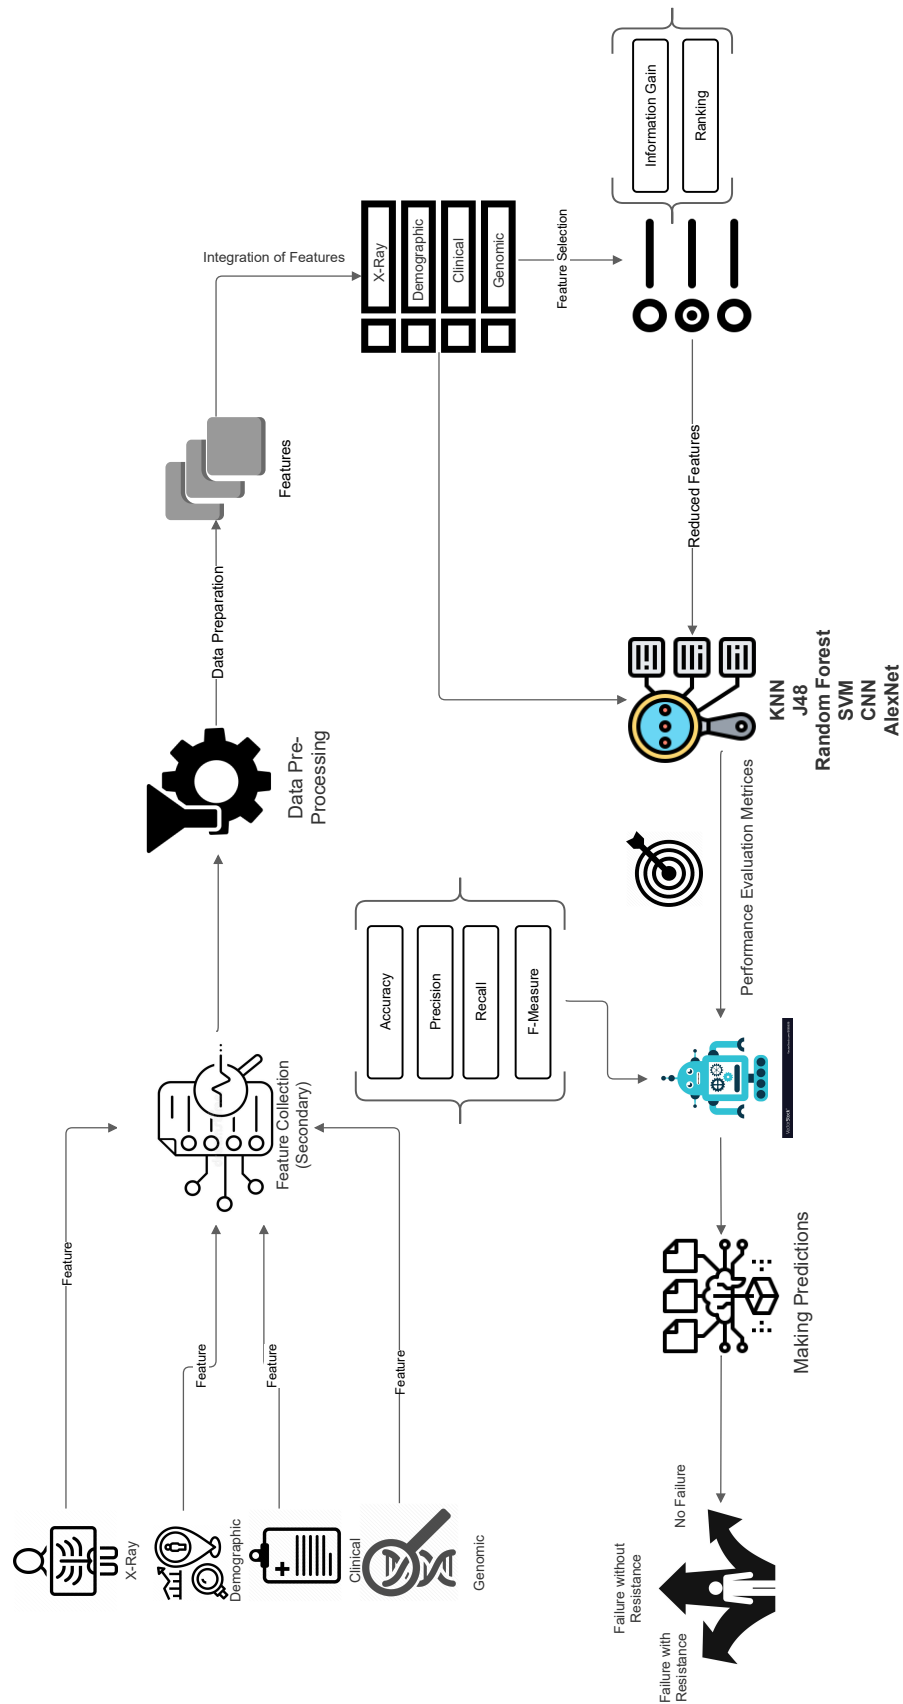 X-Ray
Demographic
Clinical
Genomic
Feature
Feature
Feature
Feature
Feature Collection
(Secondary)
Data Pre-
Processing
Data Preparation
Features
Integration of Features
X-Ray
Demographic
Clinical
Genomic
Feature Selection
Information Gain
Ranking
Reduced Features
KNN
J48
Random Forest
SVM
CNN
AlexNet
Performance Evaluation Metrices
Accuracy
Precision
Recall
F-Measure
VectorStock
Making Predictions
No Failure
Failure without
Resistance
Failure with
Resistance